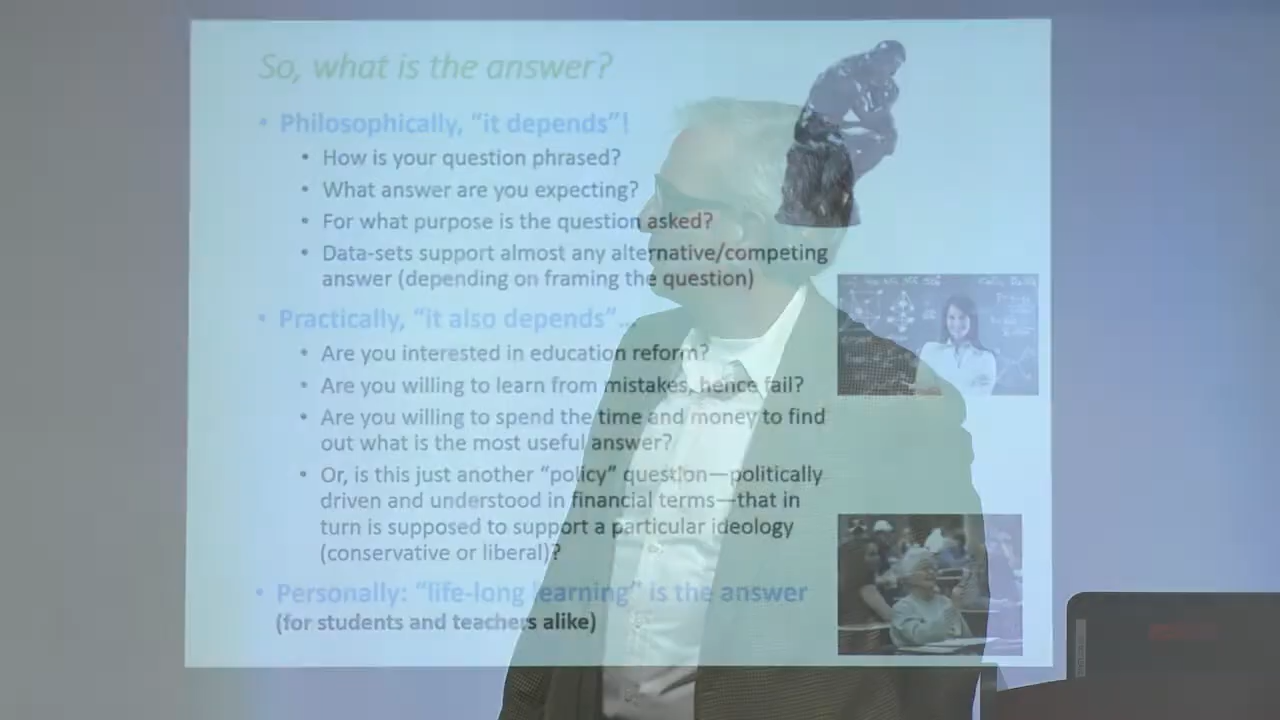 So, what is the answer?
• Philosophically, “it depends”!
• How is your question phrased?
• What answer are you expecting?
• For what purpose is the question asked?
• Data-sets support almost any alternative/competing
answer (depending on framing the question)
• Practically, “it also depends”…
• Are you interested in education reform?
• Are you willing to learn from mistakes, hence fail?
• Are you willing to spend the time and money to find
out what is the most useful answer?
• Or, is this just another “policy” question—politically
driven and understood in financial terms—that in
turn is supposed to support a particular ideology
(conservative or liberal)?
• Personally: “life-long learning” is the answer
(for students and teachers alike)